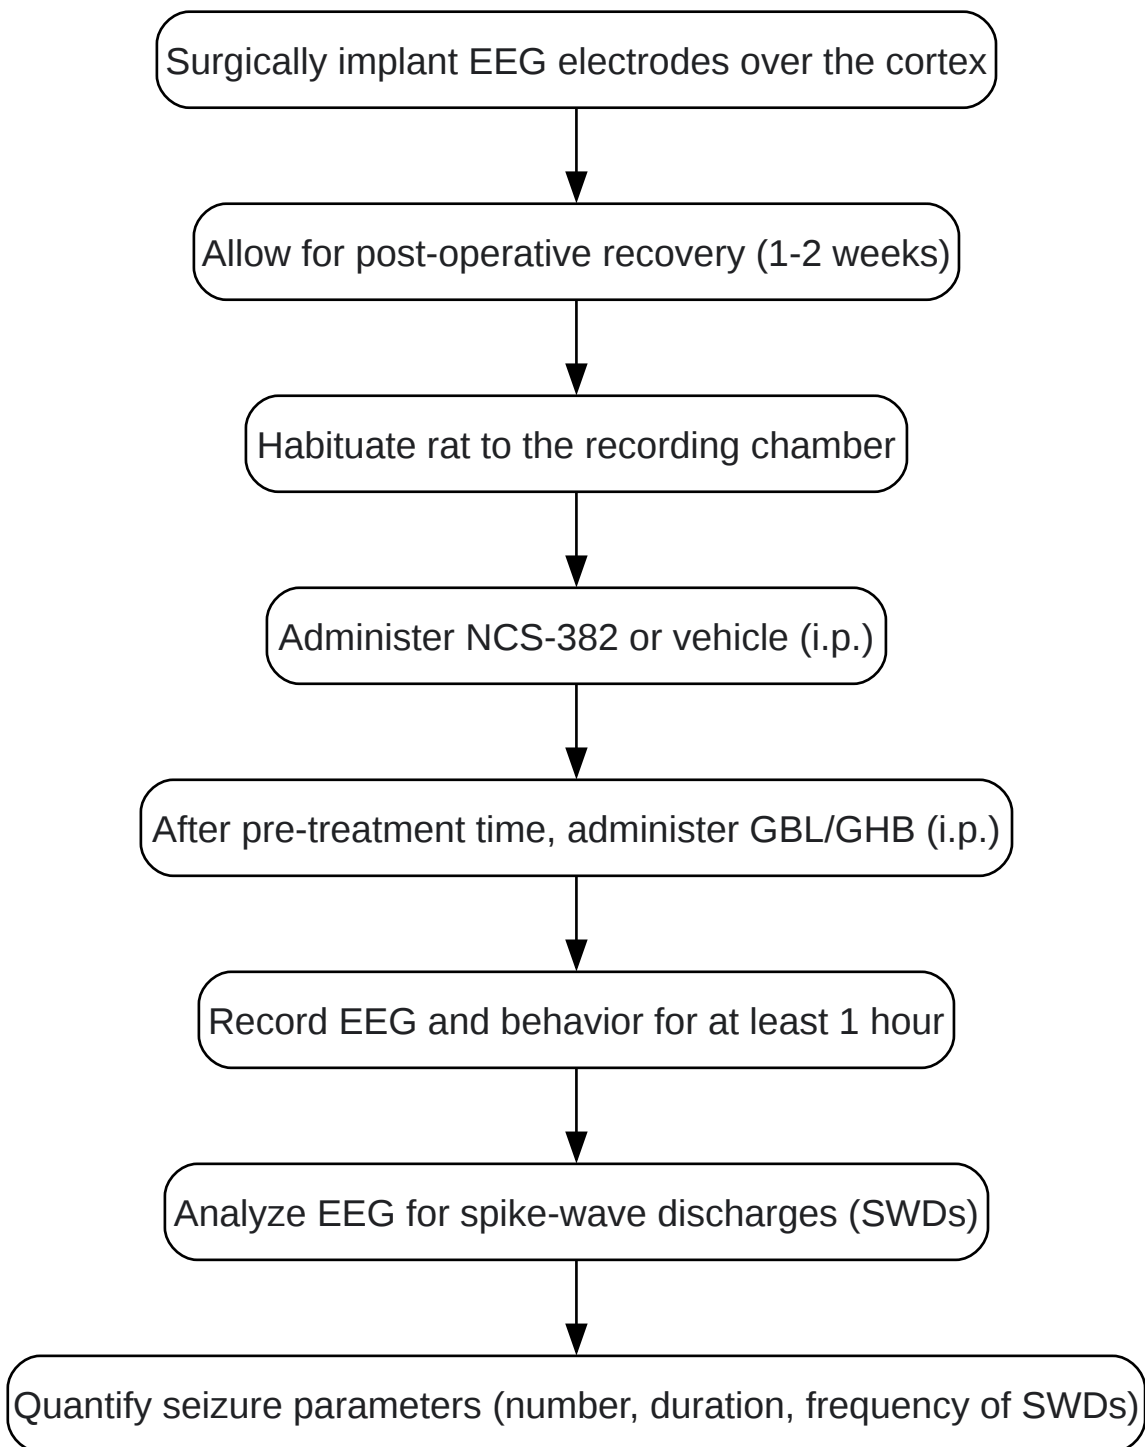 Surgically implant EEG electrodes over the cortex
Allow for post-operative recovery (1-2 weeks)
Habituate rat to the recording chamber
Administer NCS-382 or vehicle (i.p.)
After pre-treatment time, administer GBL/GHB (i.p.)
Record EEG and behavior for at least 1 hour
Analyze EEG for spike-wave discharges (SWDs)
Quantify seizure parameters (number, duration, frequency of SWDs)